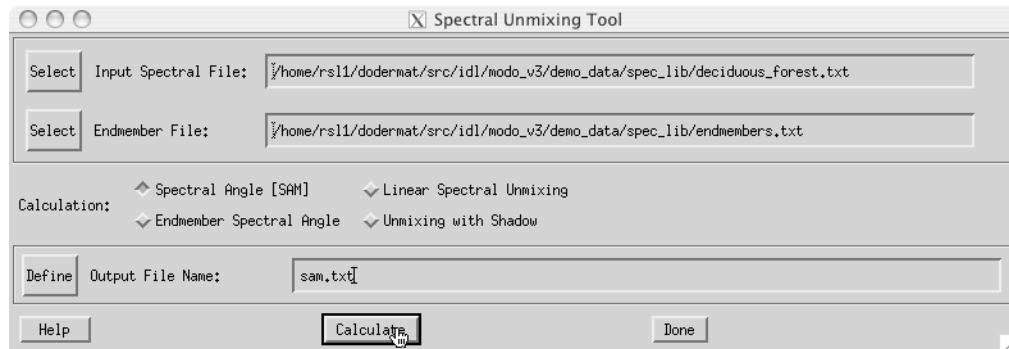 X Spectral Unmixing Tool
Select Input Spectral File: /home/rsl1/dodermat/src/idl/modo_v3/demo_data/spec_lib/deciduous_forest.txt
Select Endmember File: /home/rsl1/dodermat/src/idl/modo_v3/demo_data/spec_lib/endmembers.txt
Spectral Angle [SAM] Linear Spectral Unmixing
Calculation:
Endmember Spectral Angle Unmixing with Shadow
Define Output File Name: sam.txt
Help Calculate Done